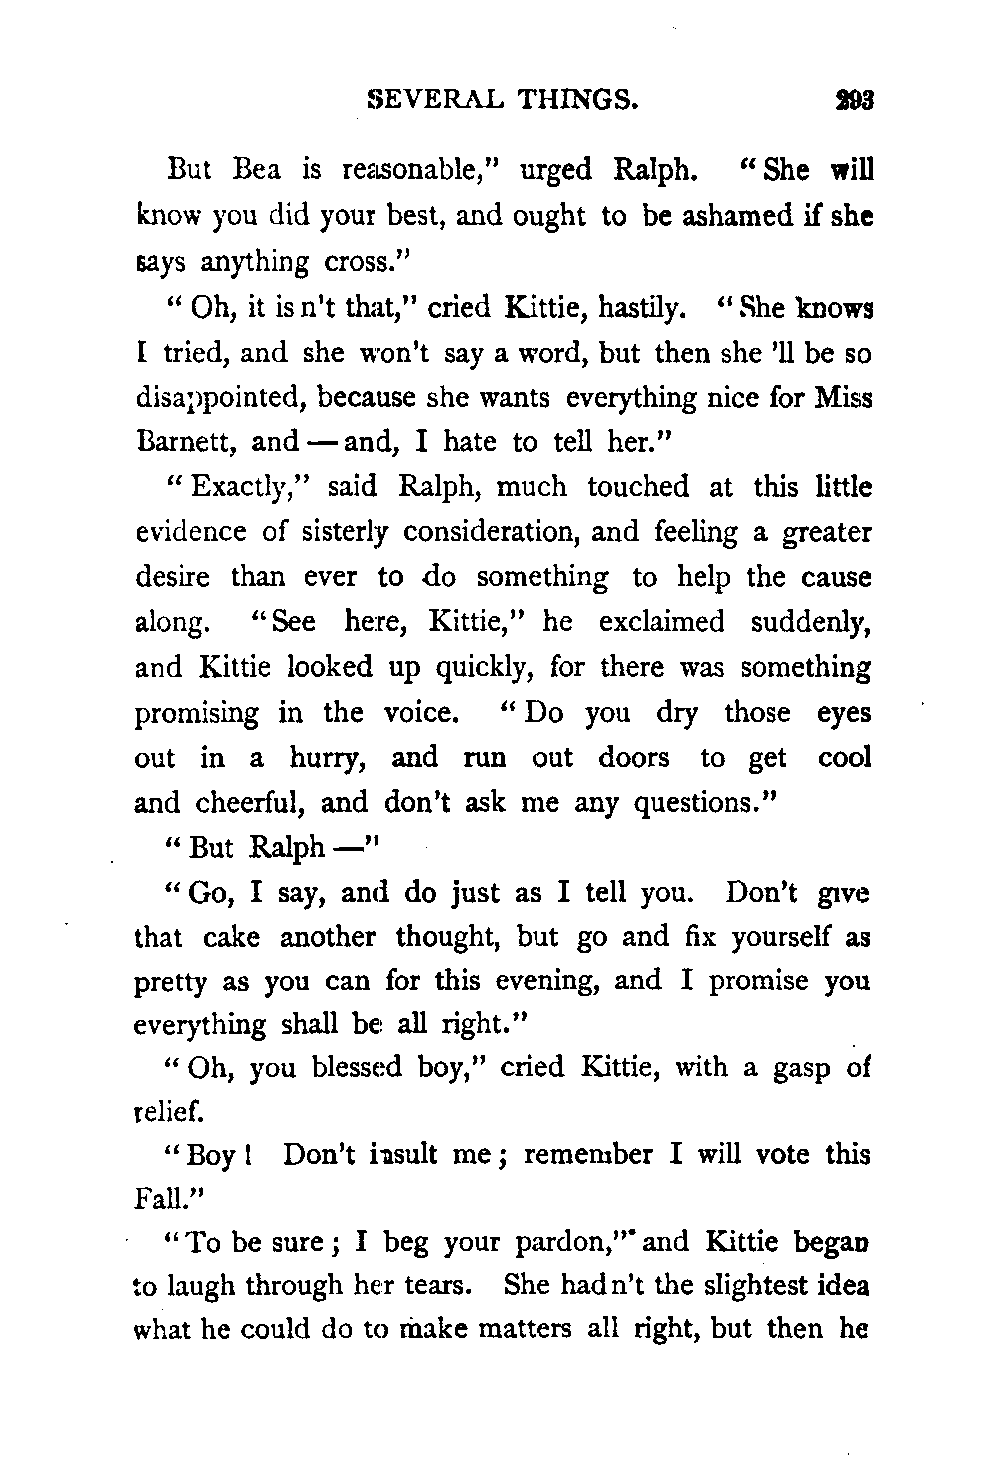 SEVERAL THINGS. 293
But Bea is reasonable," urged Ralph. "She will
know you did your best, and ought to be ashamed if she
says anything cross."
"Oh, it is n't that," cried Kittie, hastily. "She knows
I tried, and she won't say a word, but then she 'll be so
disappointed, because she wants everything nice for Miss
Barnett, and — and, I hate to tell her."
"Exactly," said Ralph, much touched at this little
evidence of sisterly consideration, and feeling a greater
desire than ever to do something to help the cause
along. "See here, Kittie," he exclaimed suddenly,
and Kittie looked up quickly, for there was something
promising in the voice. "Do you dry those eyes
out in a hurry, and run out doors to get cool
and cheerful, and don't ask me any questions."
"But Ralph —"
"Go, I say, and do just as I tell you. Don't give
that cake another thought, but go and fix yourself as
pretty as you can for this evening, and I promise you
everything shall be all right."
"Oh, you blessed boy," cried Kittie, with a gasp of
relief.
"Boy! Don't insult me; remember I will vote this
Fall."
"To be sure; I beg your pardon," and Kittie began
to laugh through her tears. She had n't the slightest idea
what he could do to make matters all right, but then he